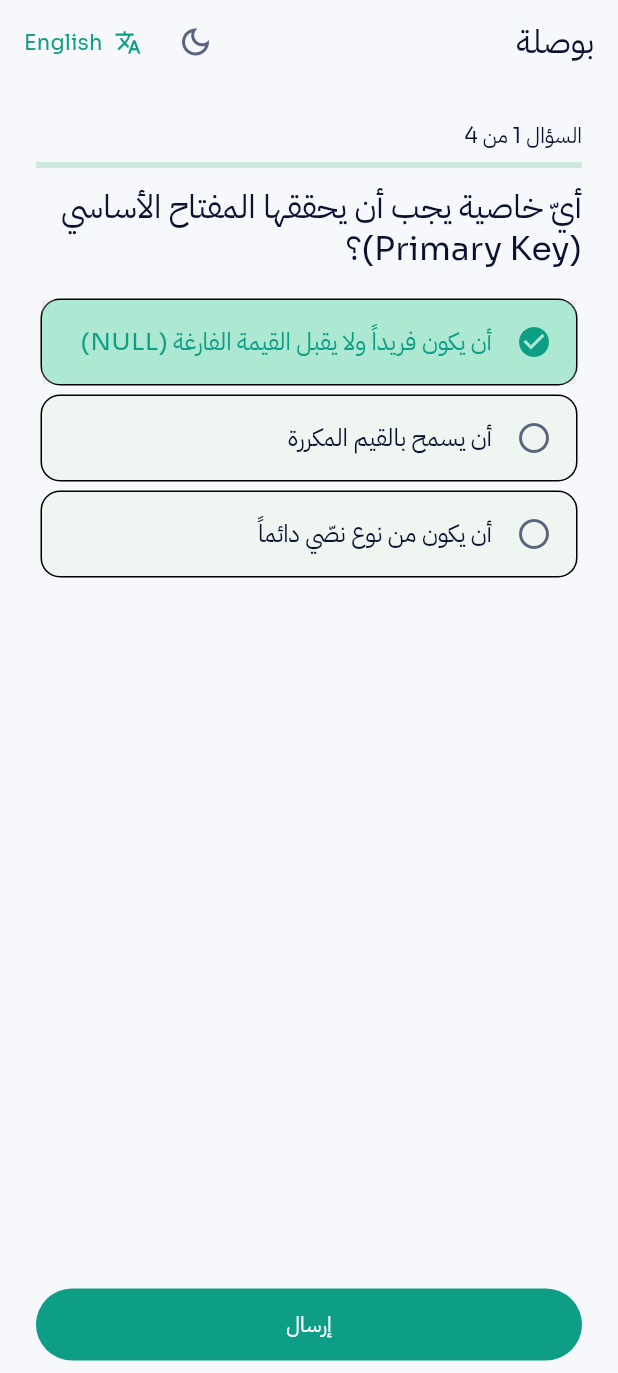 بوصلة
English
السؤال 1 من 4
أيّ خاصية يجب أن يحققها المفتاح الأساسي
(Primary Key)؟
أن يكون فريداً ولا يقبل القيمة الفارغة (NULL)
أن يسمح بالقيم المكررة
أن يكون من نوع نصّي دائماً
إرسال